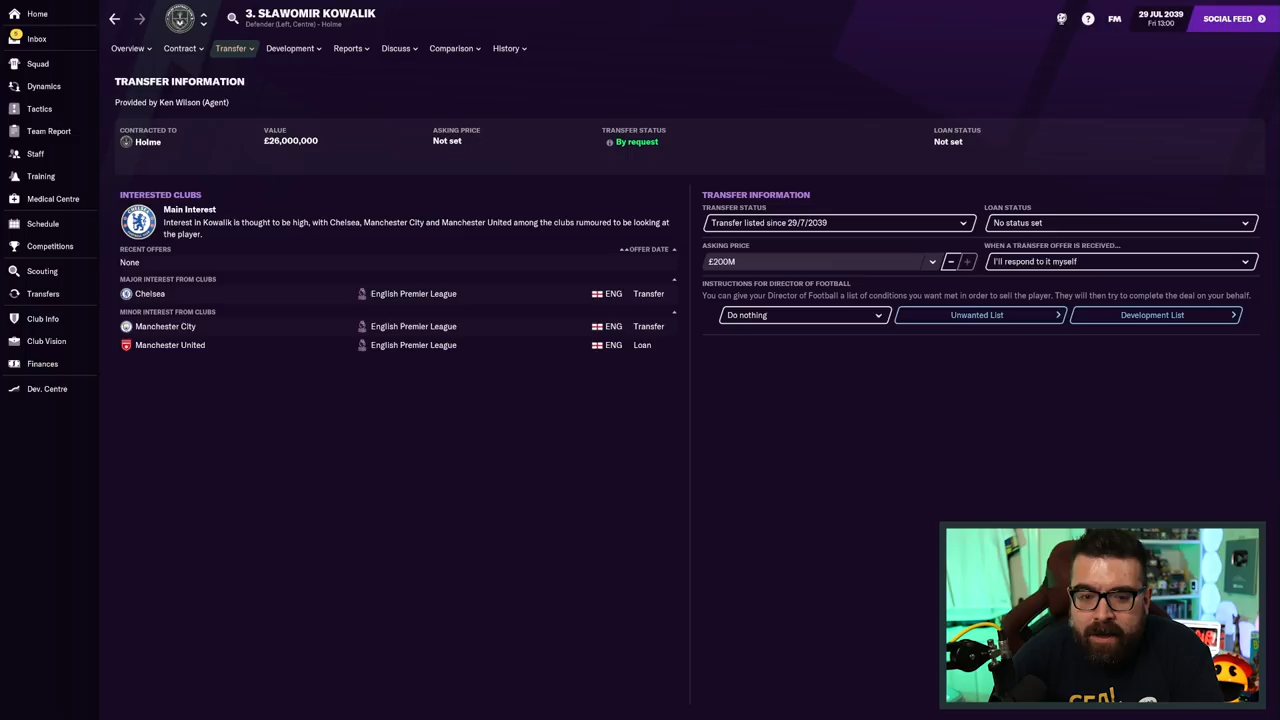 Home
5
Inbox
Squad
Dynamics
Tactics
Team Report
Staff
Training
Medical Centre
Schedule
Competitions
Scouting
Transfers
Club Info
Club Vision
Finances
Dev. Centre
3. SŁAWOMIR KOWALIK
Defender (Left, Centre) - Holme
FM
29 JUL 2039
Fri 13:00
SOCIAL FEED
Overview
Contract
Transfer
Development
Reports
Discuss
Comparison
History
TRANSFER INFORMATION
Provided by Ken Wilson (Agent)
CONTRACTED TO
Holme
VALUE
£26,000,000
ASKING PRICE
Not set
TRANSFER STATUS
By request
LOAN STATUS
Not set
INTERESTED CLUBS
Main Interest
Interest in Kowalik is thought to be high, with Chelsea, Manchester City and Manchester United among the clubs rumoured to be looking at
the player.
RECENT OFFERS OFFER DATE
None
MAJOR INTEREST FROM CLUBS
Chelsea English Premier League ENG Transfer
MINOR INTEREST FROM CLUBS
Manchester City English Premier League ENG Transfer
Manchester United English Premier League ENG Loan
TRANSFER INFORMATION
TRANSFER STATUS
Transfer listed since 29/7/2039
LOAN STATUS
No status set
ASKING PRICE
£200M
WHEN A TRANSFER OFFER IS RECEIVED...
I'll respond to it myself
INSTRUCTIONS FOR DIRECTOR OF FOOTBALL
You can give your Director of Football a list of conditions you want met in order to sell the player. They will then try to complete the deal on your behalf.
Do nothing
Unwanted List
Development List